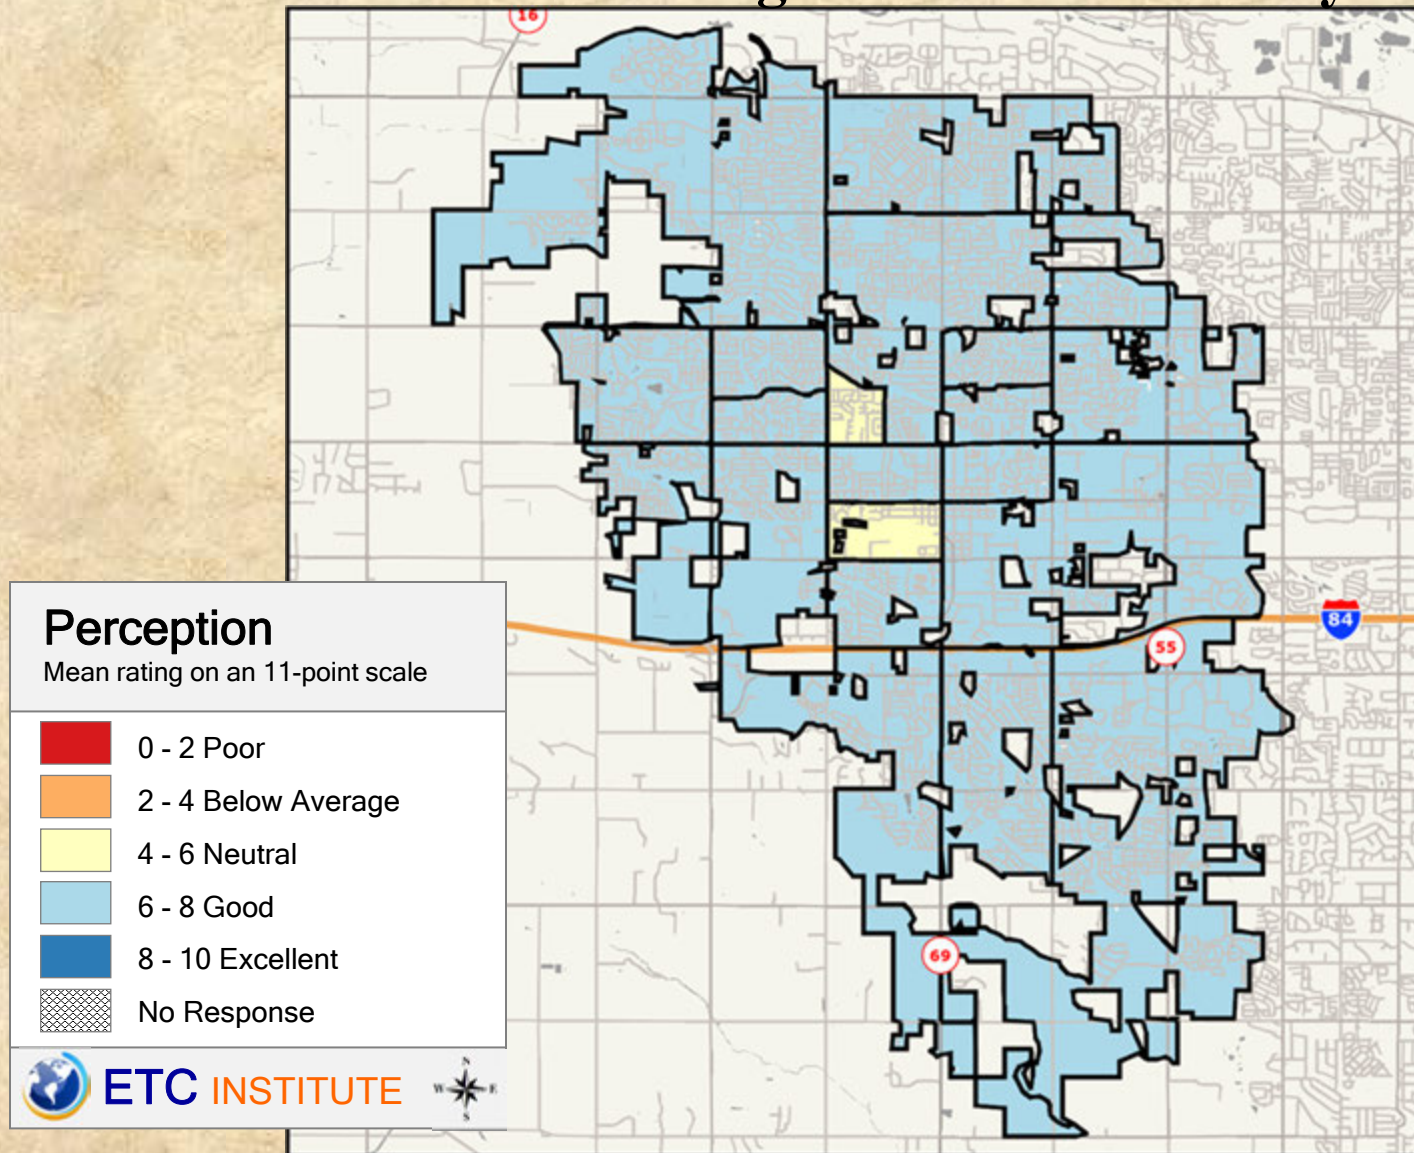 16
84
55
69
Perception
Mean rating on an 11-point scale
0 - 2 Poor
2 - 4 Below Average
4 - 6 Neutral
6 - 8 Good
8 - 10 Excellent
No Response
ETC INSTITUTE
N
W E
S